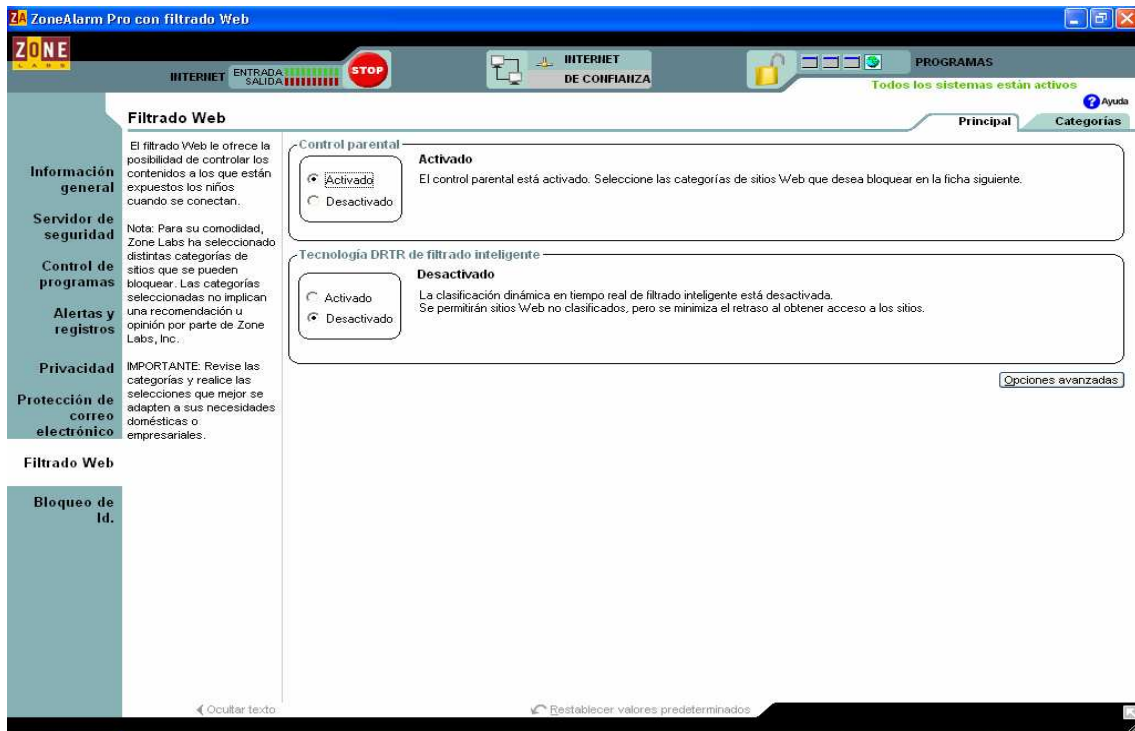 ZA ZoneAlarm Pro con filtrado Web
ZONE
LABS
INTERNET
ENTRADA
SALIDA
STOP
INTERNET
DE CONFIANZA
PROGRAMAS
Todos los sistemas están activos
? Ayuda
Filtrado Web
Principal
Categorías
Información
general
Servidor de
seguridad
Control de
programas
Alertas y
registros
Privacidad
Protección de
correo
electrónico
Filtrado Web
Bloqueo de
Id.
El filtrado Web le ofrece la
posibilidad de controlar los
contenidos a los que están
expuestos los niños
cuando se conectan.
Nota: Para su comodidad,
Zone Labs ha seleccionado
distintas categorías de
sitios que se pueden
bloquear. Las categorías
seleccionadas no implican
una recomendación u
opinión por parte de Zone
Labs, Inc.
IMPORTANTE: Revise las
categorías y realice las
selecciones que mejor se
adapten a sus necesidades
domésticas o
empresariales.
Control parental
Activado
Desactivado
Activado
El control parental está activado. Seleccione las categorías de sitios Web que desea bloquear en la ficha siguiente.
Tecnología DRTR de filtrado inteligente
Activado
Desactivado
Desactivado
La clasificación dinámica en tiempo real de filtrado inteligente está desactivada.
Se permitirán sitios Web no clasificados, pero se minimiza el retraso al obtener acceso a los sitios.
Opciones avanzadas
Ocultar texto
Restablecer valores predeterminados